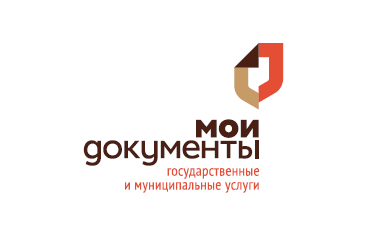 мои
документы
государственные
и муниципальные услуги